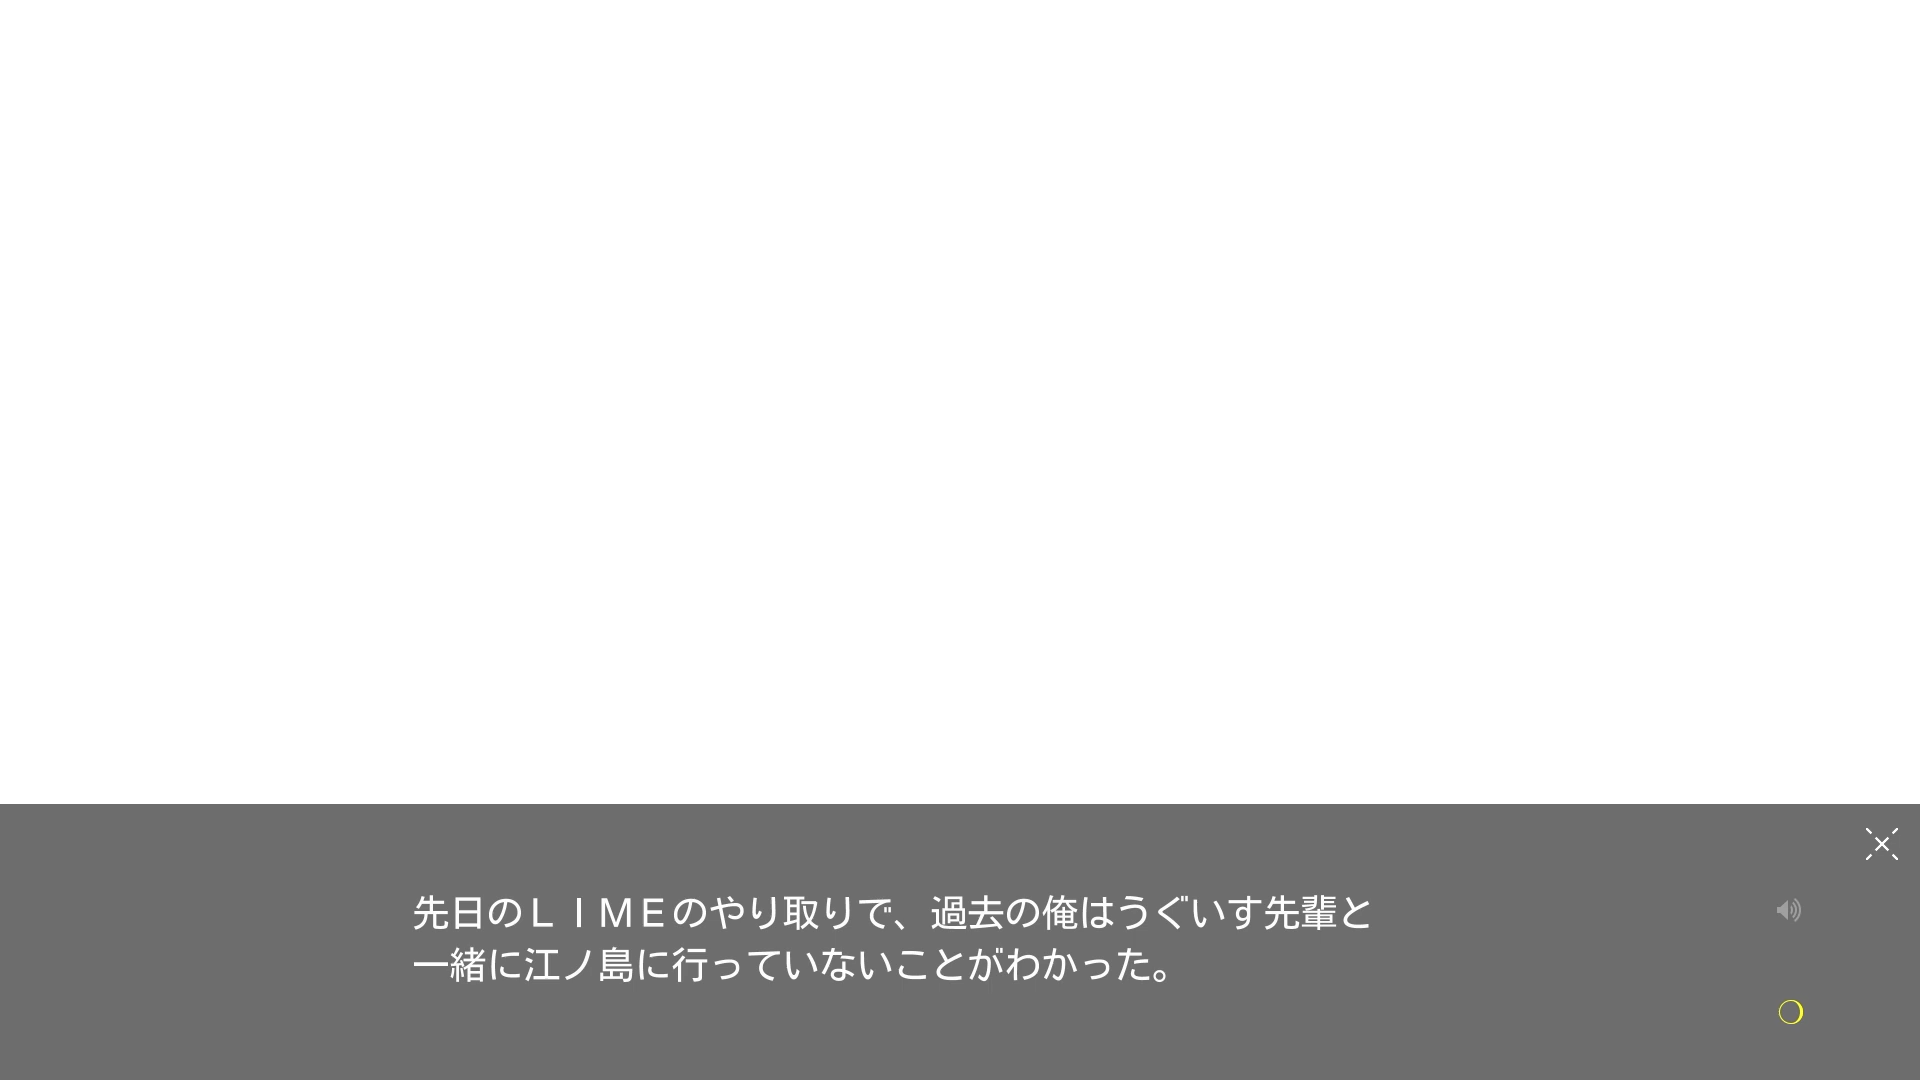 先日のＬＩＭＥのやり取りで、過去の俺はうぐいす先輩と
一緒に江ノ島に行っていないことがわかった。